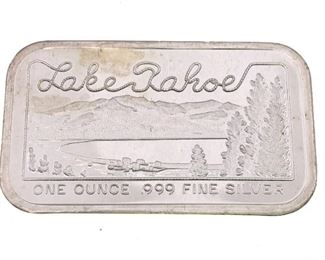 Lake Tahoe
ONE OUNCE .999 FINE SILVER